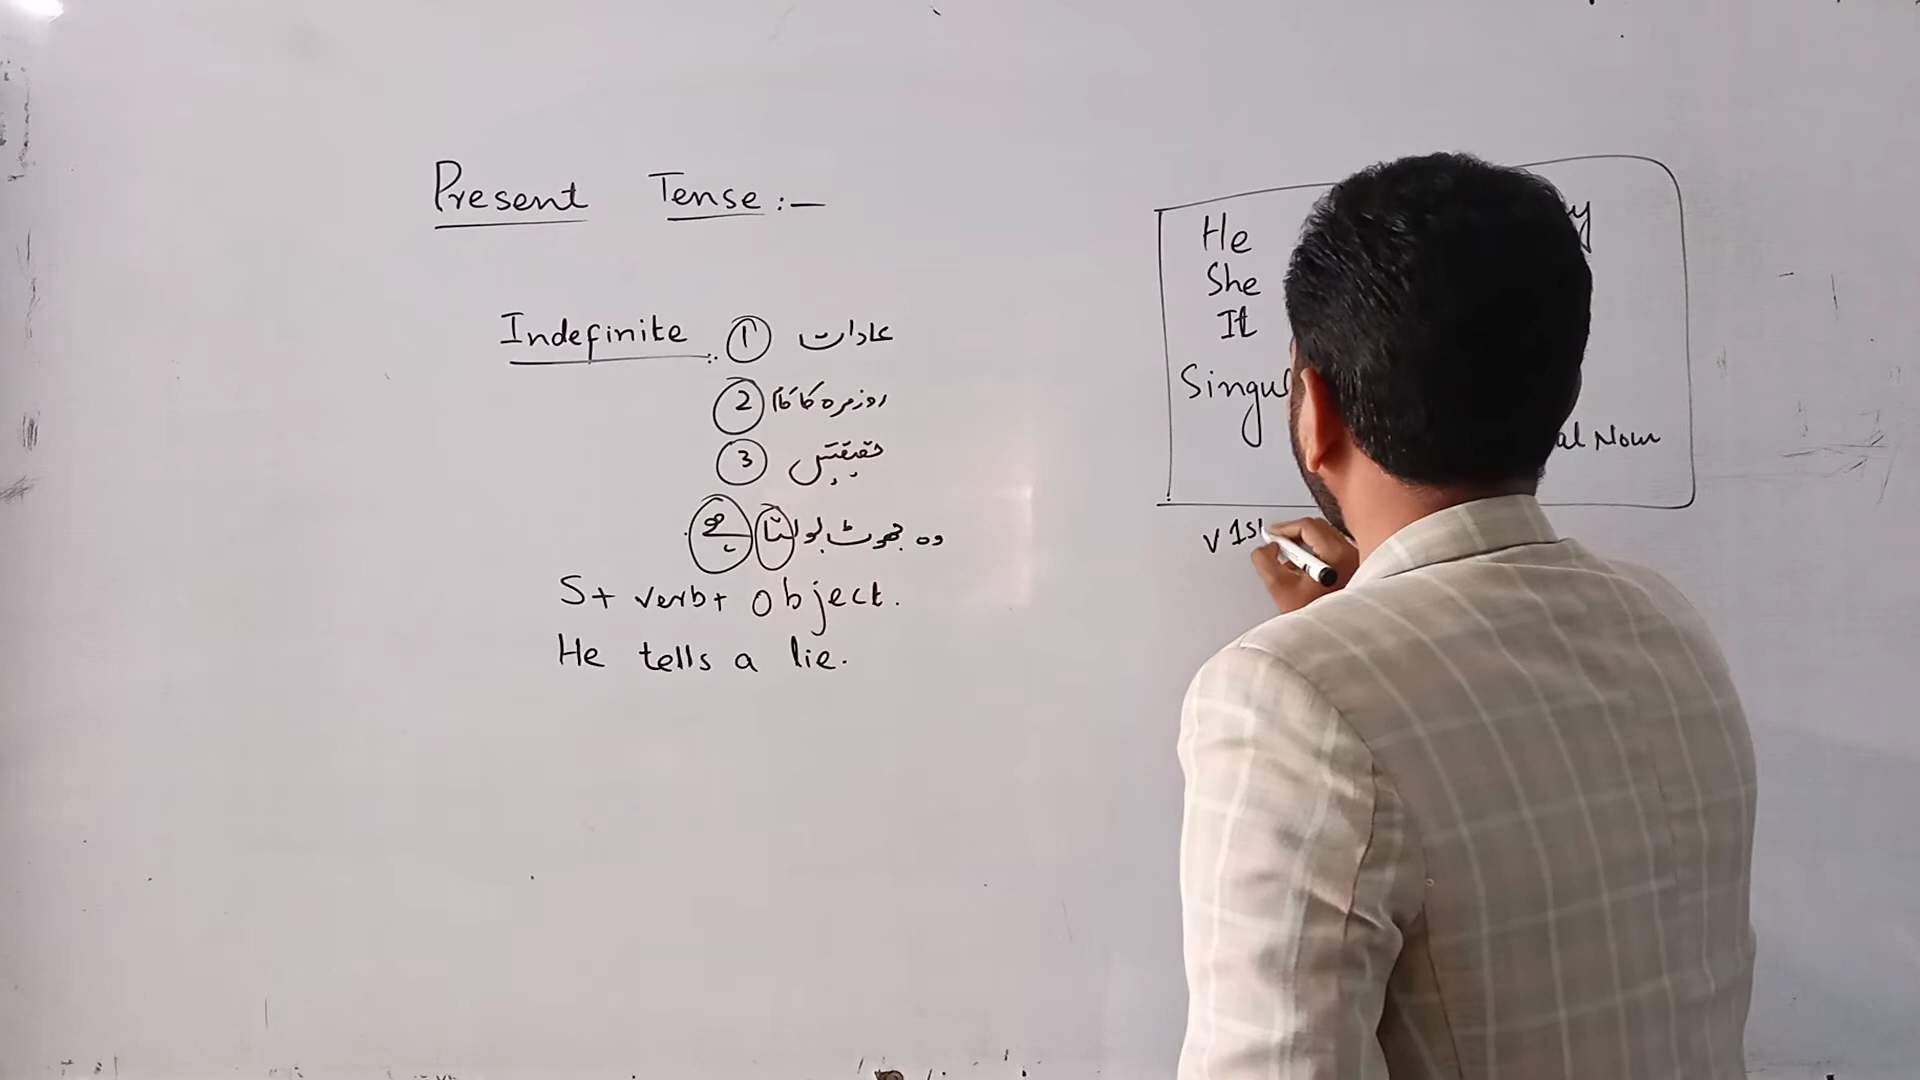 Present Tense:-
Indefinite :. 1 عادات
2 روزمرہ کا کام
3 حقیقتیں
وہ جھوٹ بولتا ہے
S+ verb+ Object.
He tells a lie.
He
She
It
Singul
al Noun
v 1st